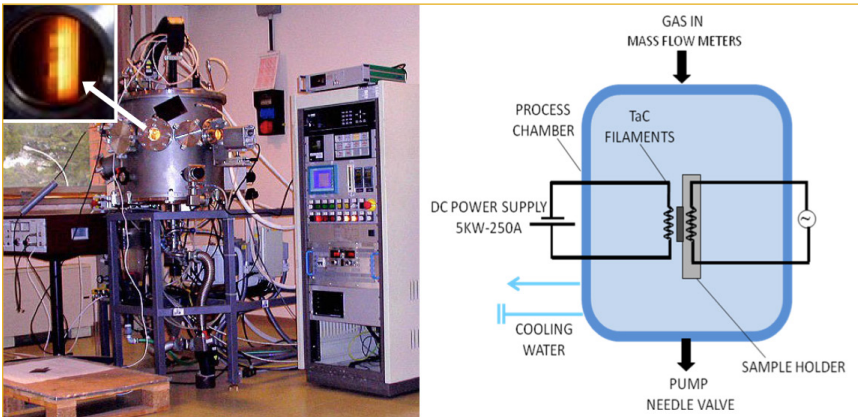 GAS IN
MASS FLOW METERS
PROCESS
CHAMBER
TaC
FILAMENTS
DC POWER SUPPLY
5KW-250A
COOLING
WATER
SAMPLE HOLDER
PUMP
NEEDLE VALVE